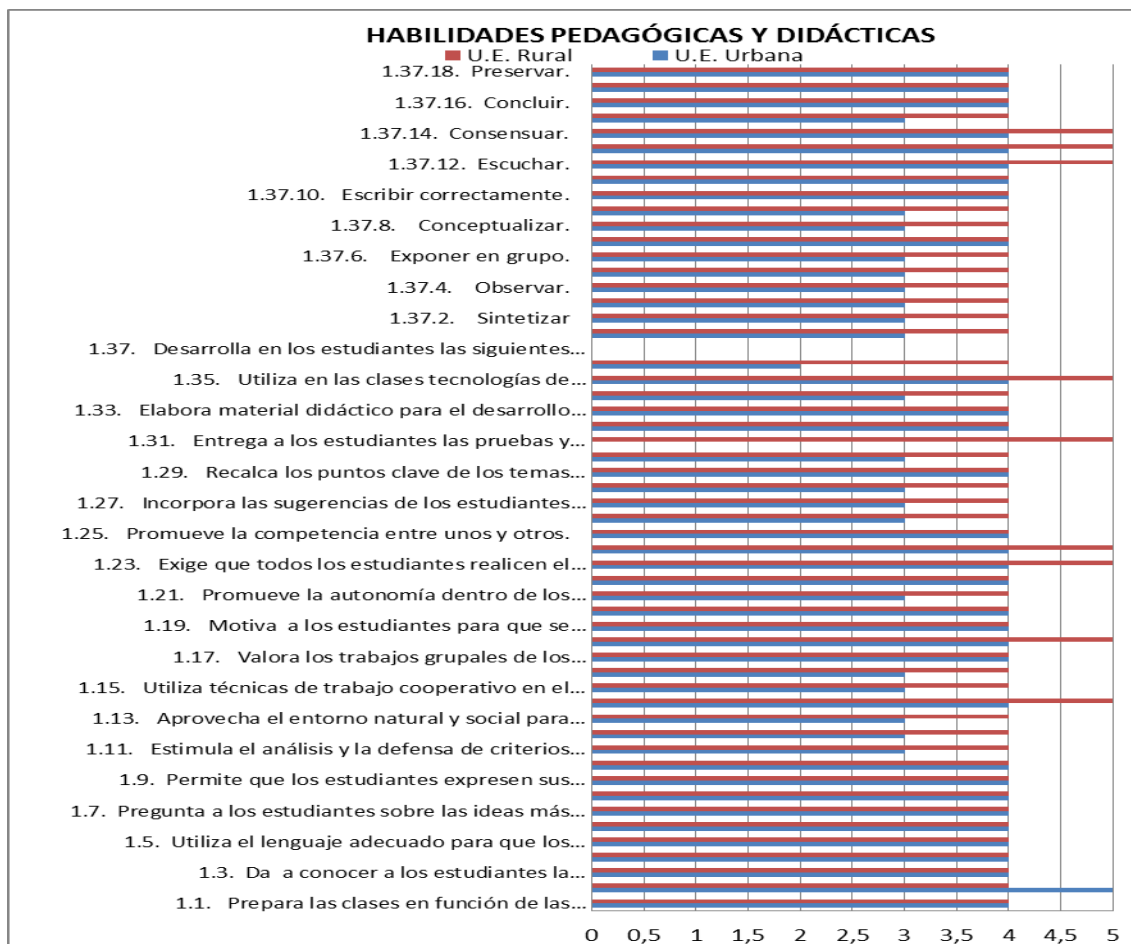 HABILIDADES PEDAGÓGICAS Y DIDÁCTICAS
U.E. Rural U.E. Urbana
1.37.18. Preservar.
1.37.16. Concluir.
1.37.14. Consensuar.
1.37.12. Escuchar.
1.37.10. Escribir correctamente.
1.37.8. Conceptualizar.
1.37.6. Exponer en grupo.
1.37.4. Observar.
1.37.2. Sintetizar
1.37. Desarrolla en los estudiantes las siguientes...
1.35. Utiliza en las clases tecnologías de...
1.33. Elabora material didáctico para el desarrollo...
1.31. Entrega a los estudiantes las pruebas y...
1.29. Recalca los puntos clave de los temas...
1.27. Incorpora las sugerencias de los estudiantes...
1.25. Promueve la competencia entre unos y otros.
1.23. Exige que todos los estudiantes realicen el...
1.21. Promueve la autonomía dentro de los...
1.19. Motiva a los estudiantes para que se...
1.17. Valora los trabajos grupales de los...
1.15. Utiliza técnicas de trabajo cooperativo en el...
1.13. Aprovecha el entorno natural y social para...
1.11. Estimula el análisis y la defensa de criterios...
1.9. Permite que los estudiantes expresen sus...
1.7. Pregunta a los estudiantes sobre las ideas más...
1.5. Utiliza el lenguaje adecuado para que los...
1.3. Da a conocer a los estudiantes la...
1.1. Prepara las clases en función de las...
0 0,5 1 1,5 2 2,5 3 3,5 4 4,5 5